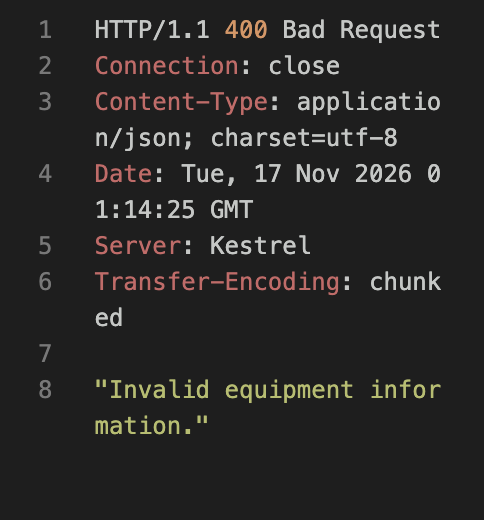 1 HTTP/1.1 400 Bad Request
2 Connection: close
3 Content-Type: applicatio
n/json; charset=utf-8
4 Date: Tue, 17 Nov 2026 0
1:14:25 GMT
5 Server: Kestrel
6 Transfer-Encoding: chunk
ed
7
8 "Invalid equipment infor
mation."